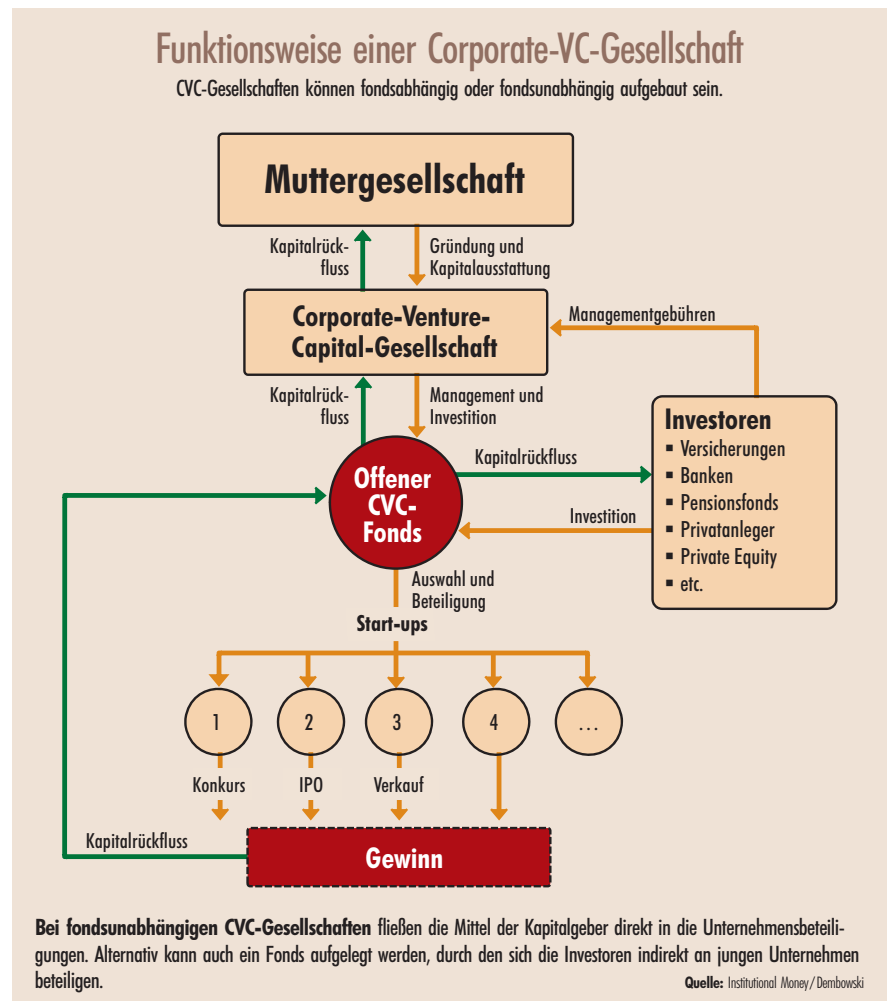 Funktionsweise einer Corporate-VC-Gesellschaft
CVC-Gesellschaften können fondsabhängig oder fondsunabhängig aufgebaut sein.
Muttergesellschaft
Kapitalrück-
fluss
Gründung und
Kapitalausstattung
Corporate-Venture-
Capital-Gesellschaft
Managementgebühren
Kapitalrück-
fluss
Management und
Investition
Investoren
▪ Versicherungen
▪ Banken
▪ Pensionsfonds
▪ Privatanleger
▪ Private Equity
▪ etc.
Offener
CVC-
Fonds
Kapitalrückfluss
Investition
Auswahl und
Beteiligung
Start-ups
1
2
3
4
...
Konkurs
IPO
Verkauf
Kapitalrückfluss
Gewinn
Bei fondsunabhängigen CVC-Gesellschaften fließen die Mittel der Kapitalgeber direkt in die Unternehmensbeteili-
gungen. Alternativ kann auch ein Fonds aufgelegt werden, durch den sich die Investoren indirekt an jungen Unternehmen
beteiligen.
Quelle: Institutional Money/Dembowski